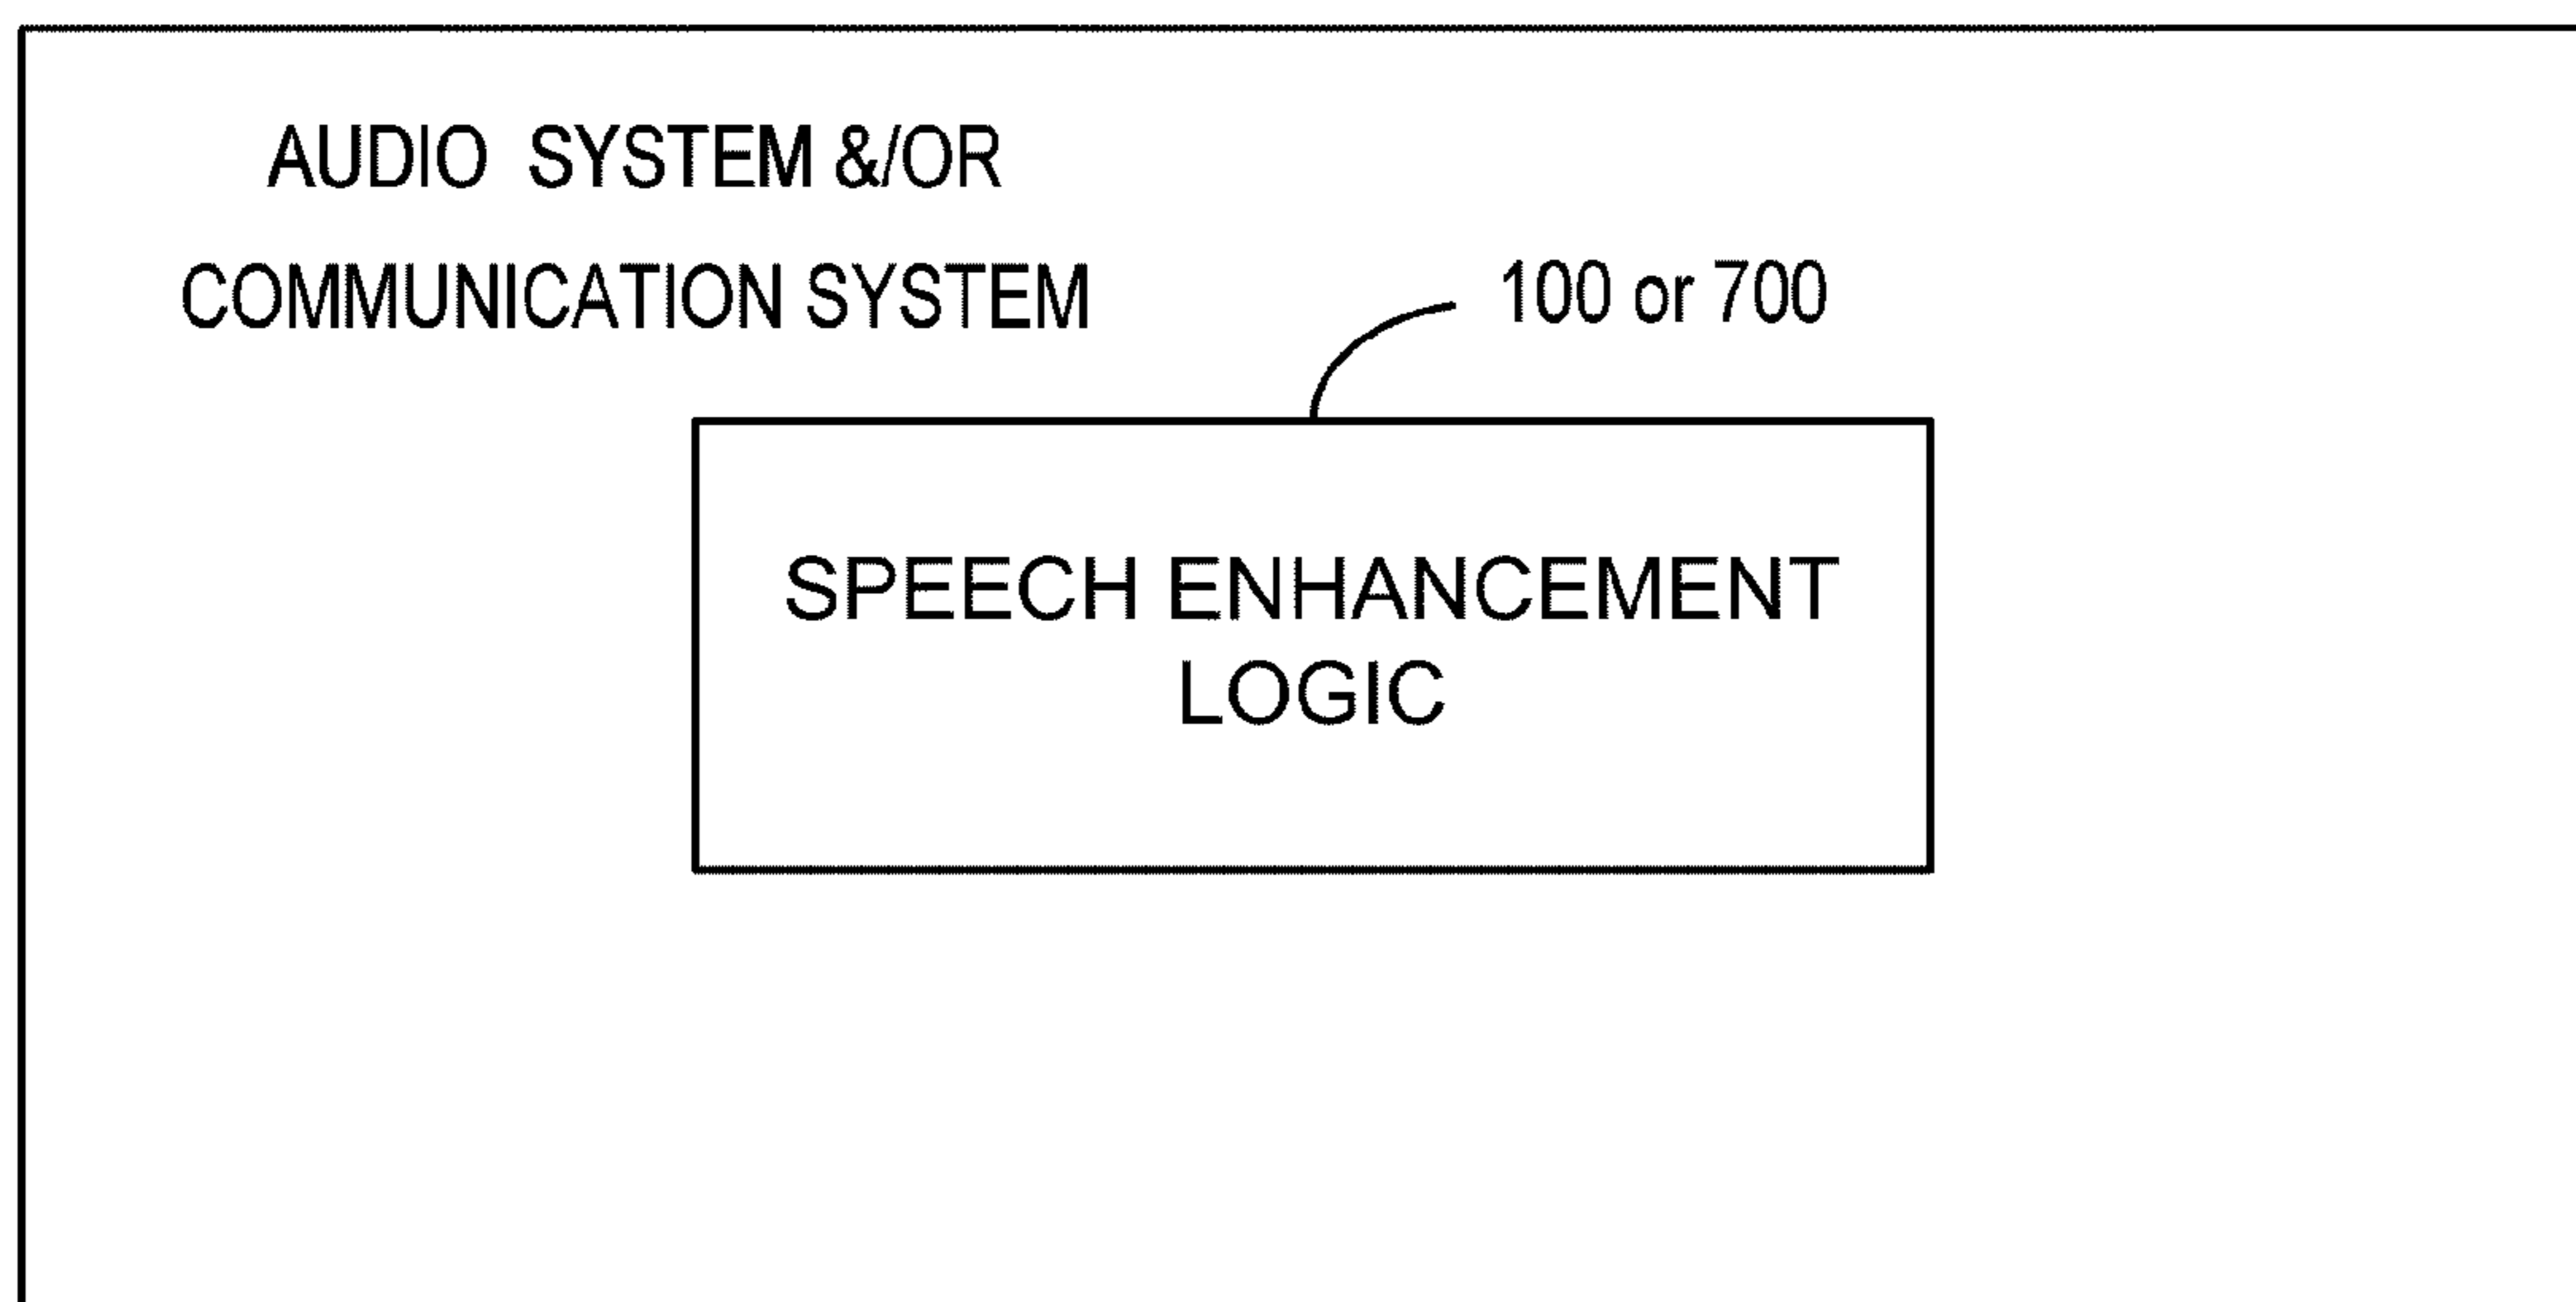 AUDIO SYSTEM &/OR
COMMUNICATION SYSTEM
100 or 700
SPEECH ENHANCEMENT
LOGIC